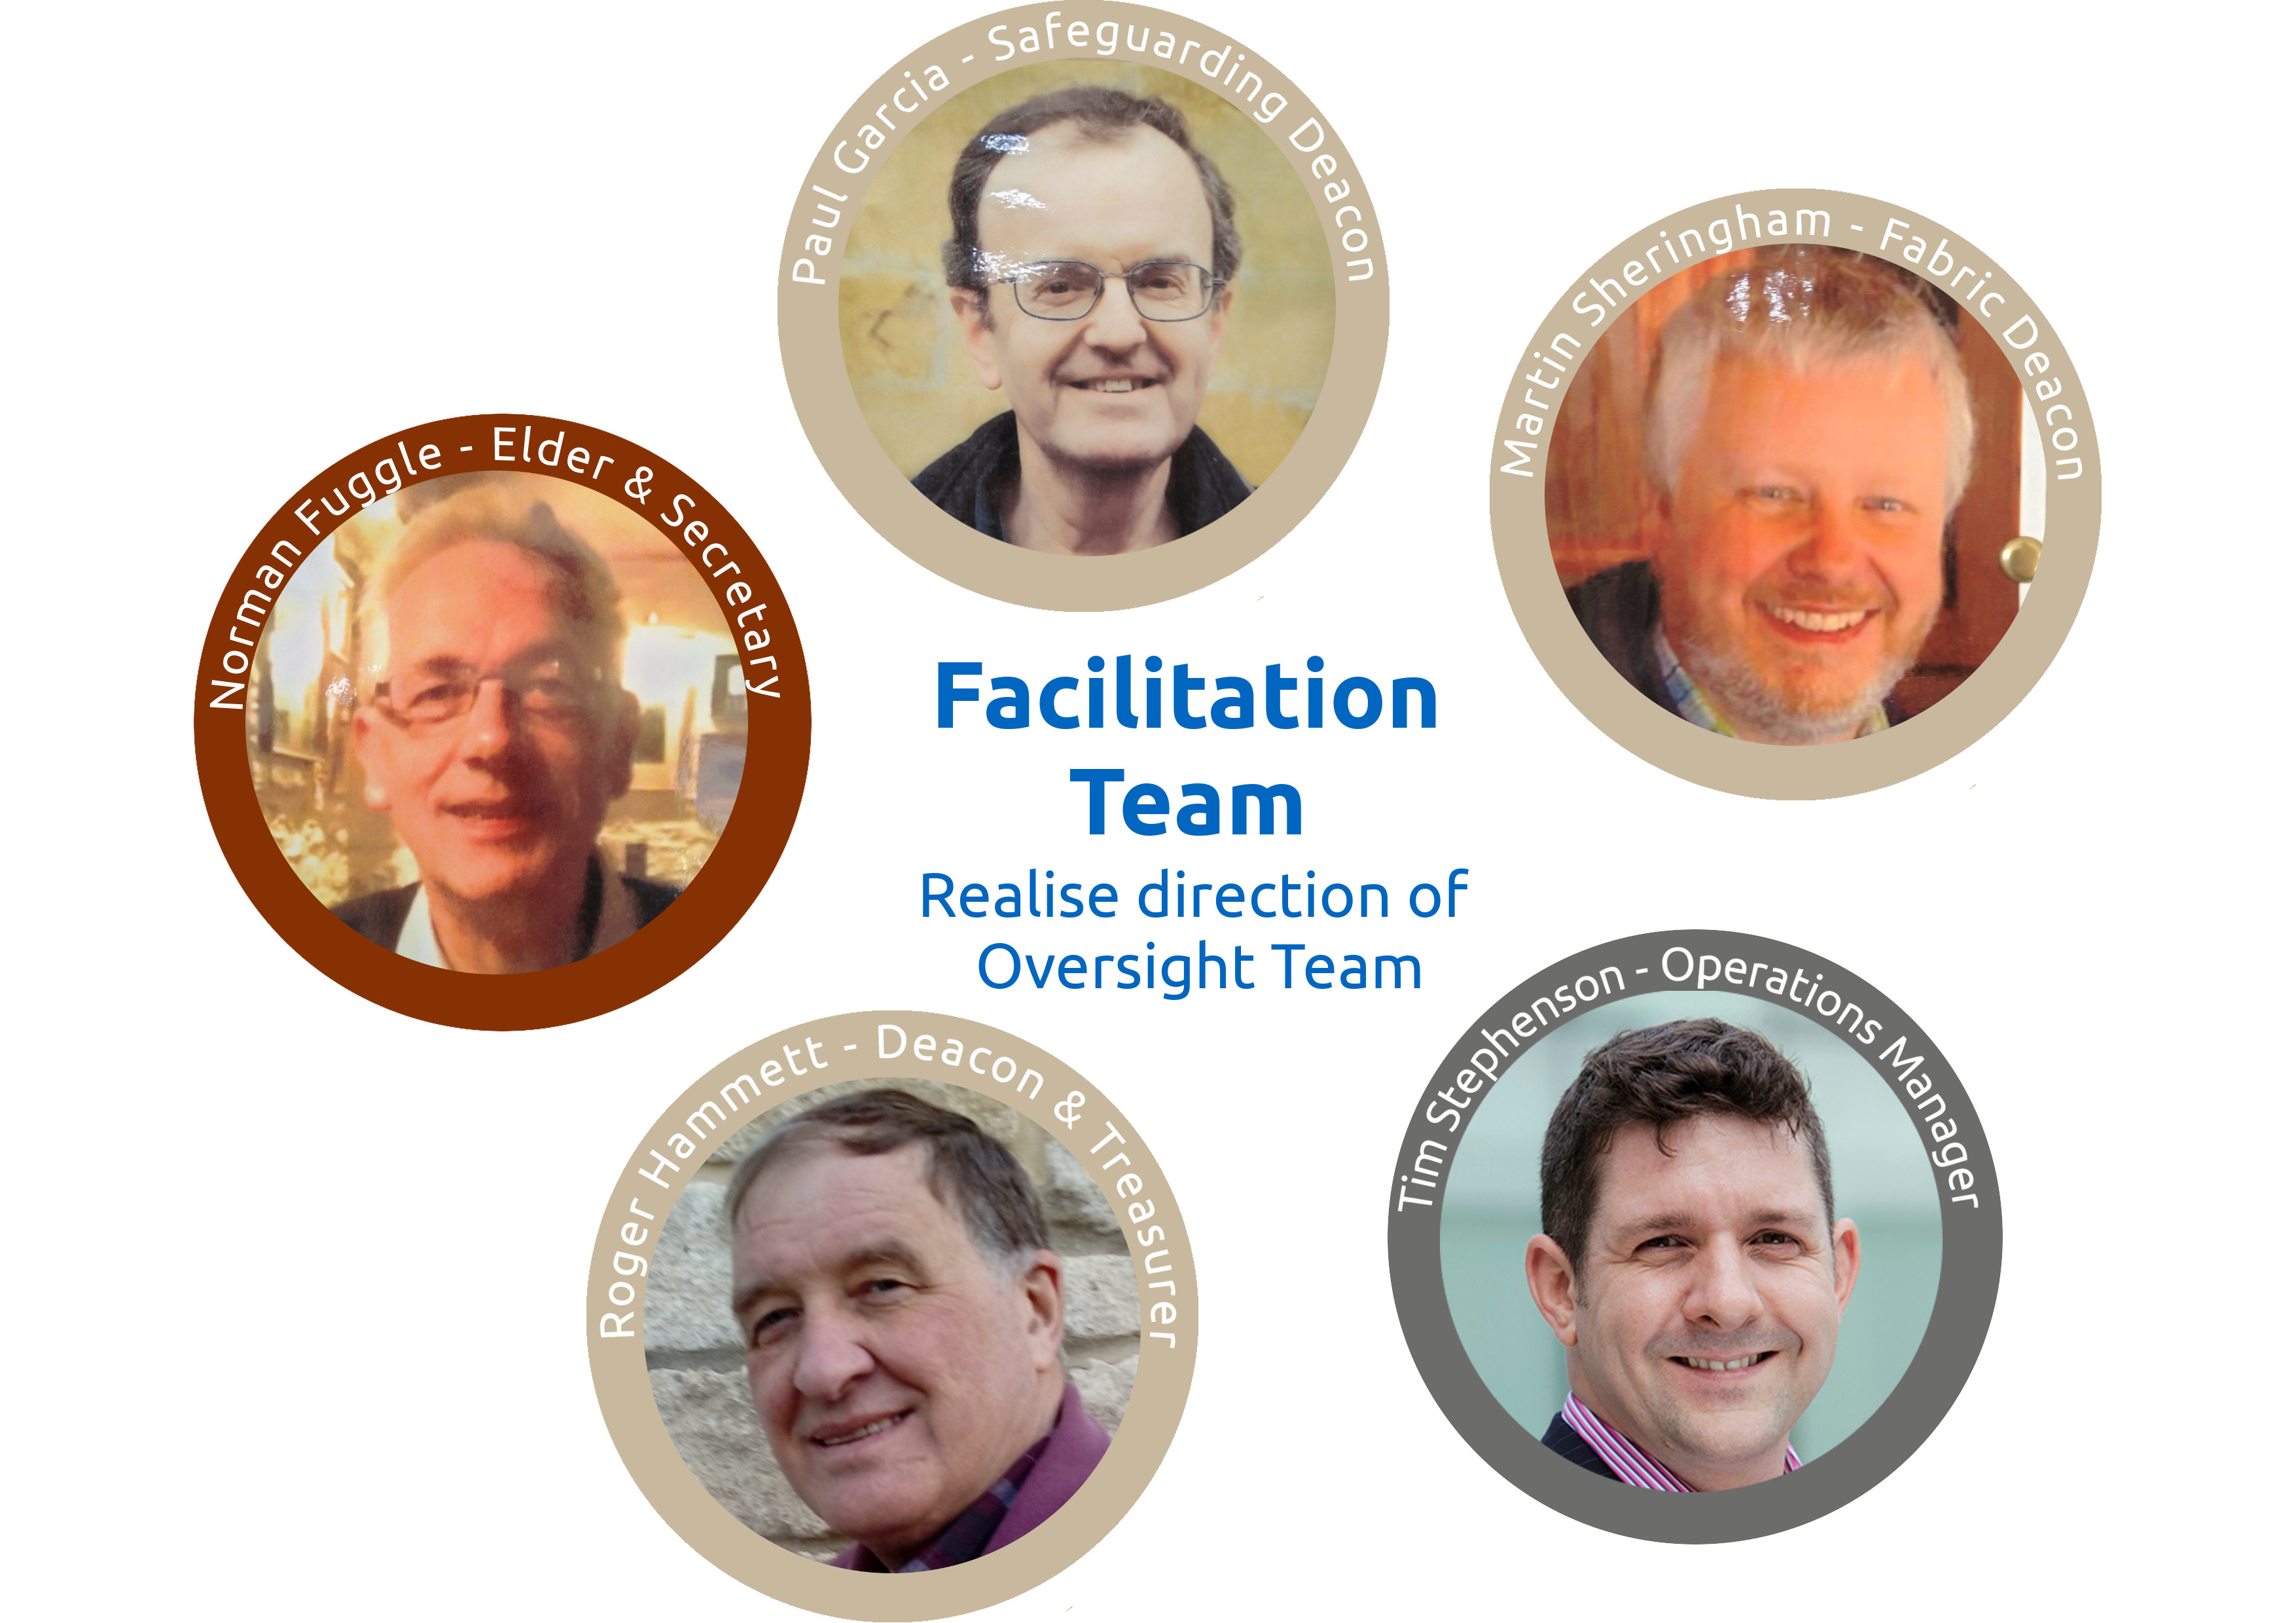 Paul Garcia - Safeguarding Deacon
Martin Sheringham - Fabric Deacon
Norman Fuggle - Elder & Secretary
Facilitation
Team
Realise direction of
Oversight Team
Tim Stephenson - Operations Manager
Roger Hammett - Deacon & Treasurer